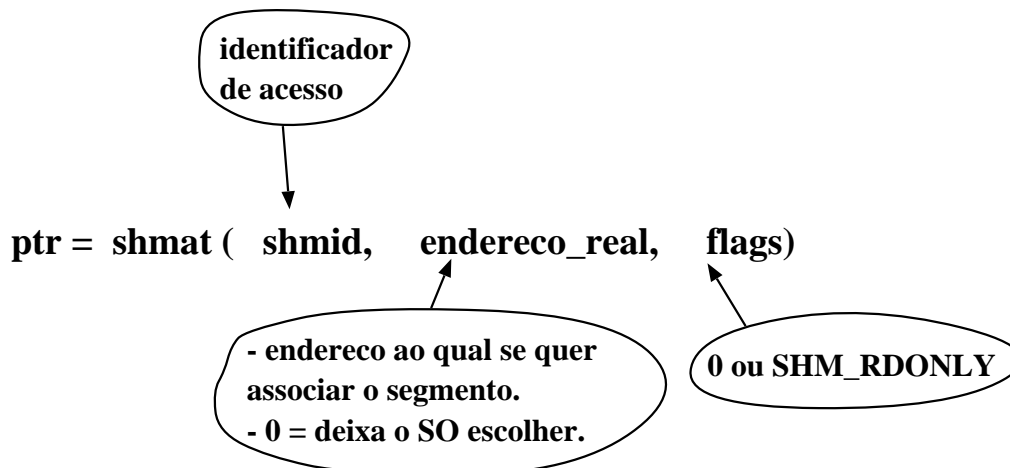 identificador
de acesso
ptr = shmat ( shmid, endereco_real, flags)
- endereco ao qual se quer
associar o segmento.
- 0 = deixa o SO escolher.
0 ou SHM_RDONLY